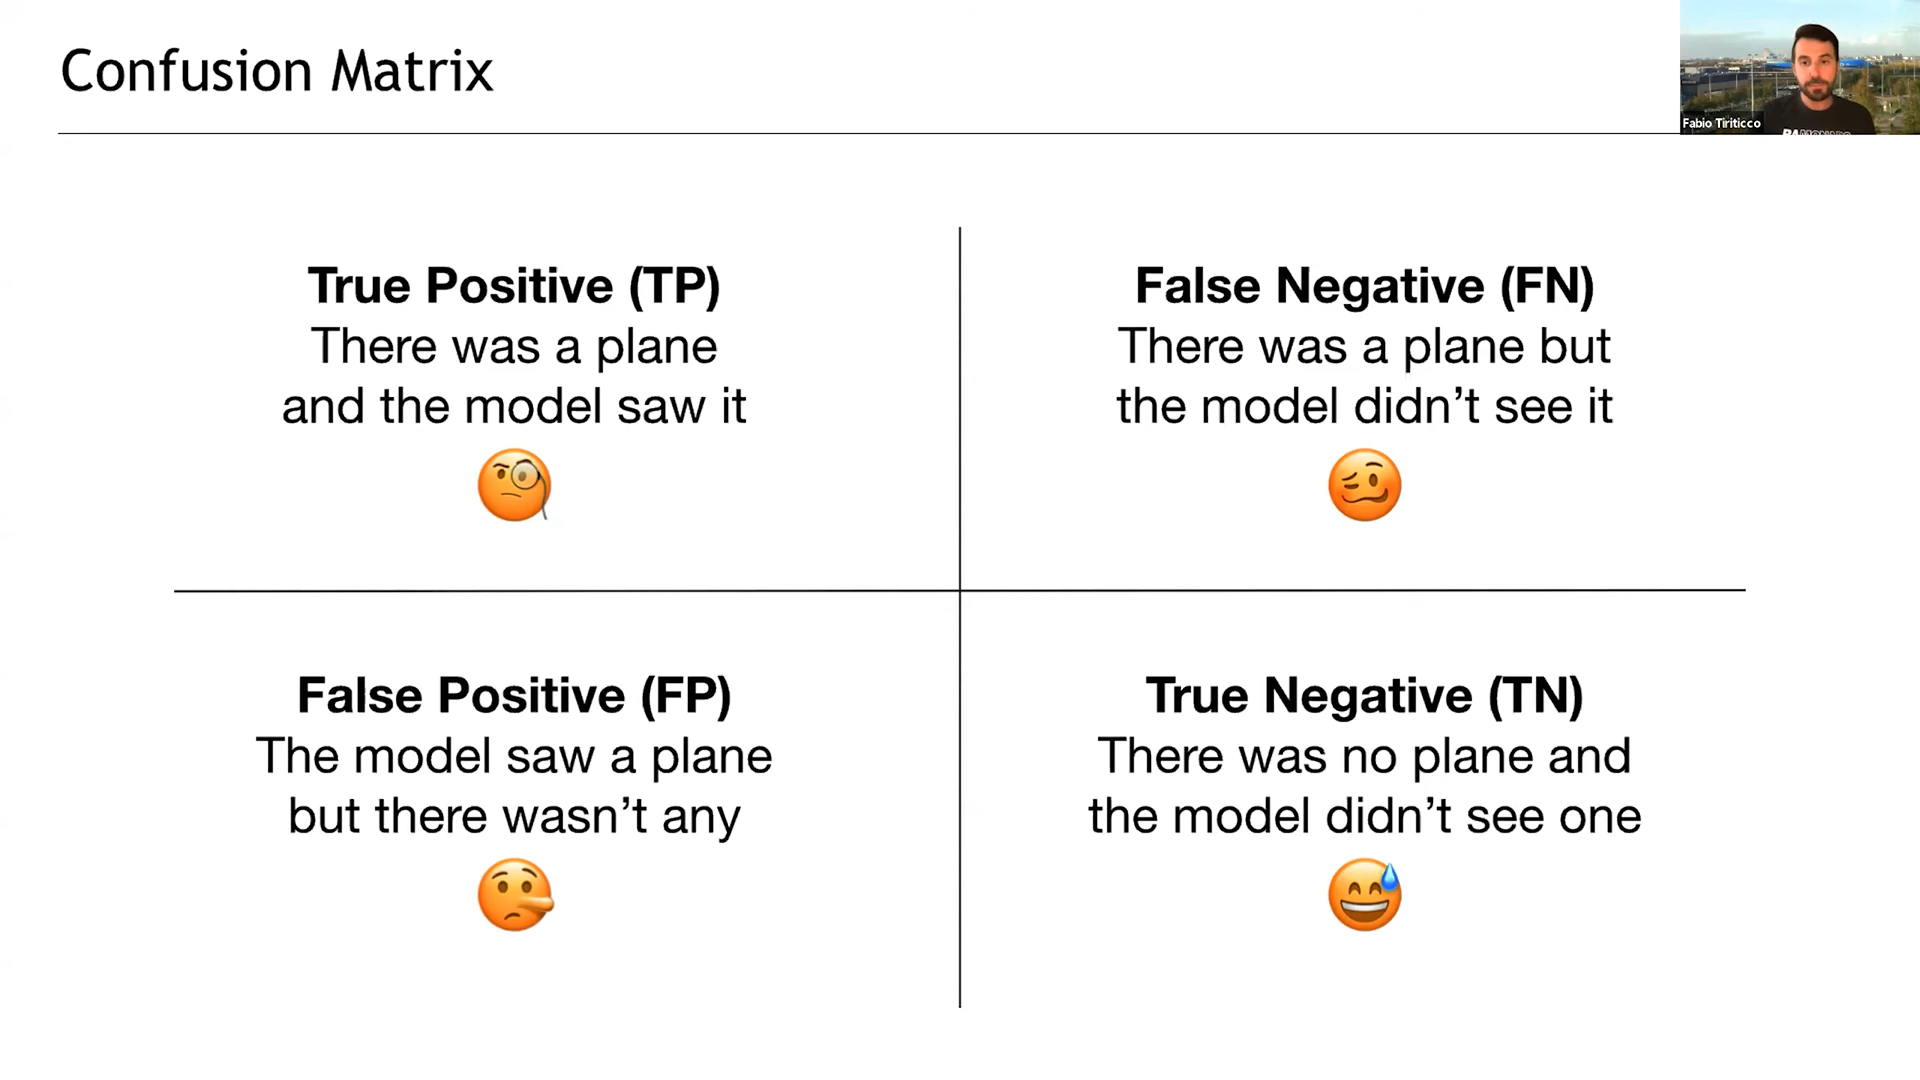 Confusion Matrix
Fabio Tiriticco
True Positive (TP)
There was a plane
and the model saw it
False Negative (FN)
There was a plane but
the model didn’t see it
False Positive (FP)
The model saw a plane
but there wasn’t any
True Negative (TN)
There was no plane and
the model didn’t see one